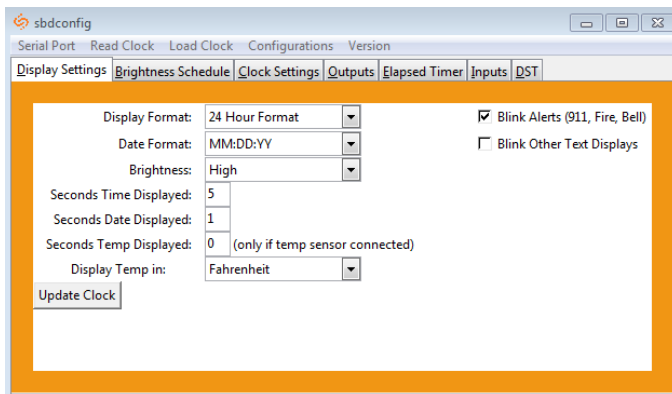 sbdconfig
Serial Port Read Clock Load Clock Configurations Version
Display Settings Brightness Schedule Clock Settings Outputs Elapsed Timer Inputs DST
Display Format: 24 Hour Format Blink Alerts (911, Fire, Bell)
Date Format: MM:DD:YY Blink Other Text Displays
Brightness: High
Seconds Time Displayed: 5
Seconds Date Displayed: 1
Seconds Temp Displayed: 0 (only if temp sensor connected)
Display Temp in: Fahrenheit
Update Clock